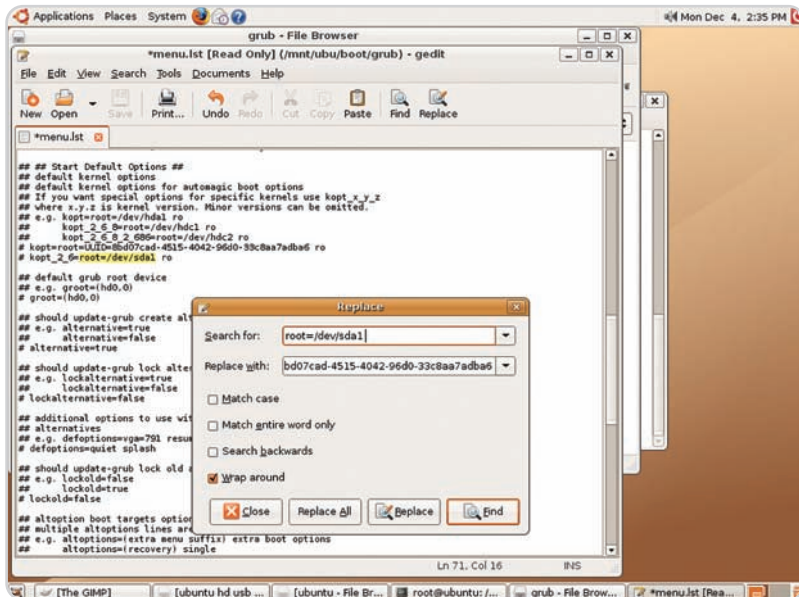 Applications Places System Mon Dec 4, 2:35 PM
grub - File Browser
*menu.lst [Read Only] (/mnt/ubu/boot/grub) - gedit
File Edit View Search Tools Documents Help
New Open Save Print... Undo Redo Cut Copy Paste Find Replace
*menu.lst
## ## Start Default Options ##
## default kernel options
## default kernel options for automagic boot options
## If you want special options for specific kernels use kopt_x_y_z
## where x.y.z is kernel version. Minor versions can be omitted.
## e.g. kopt=root=/dev/hda1 ro
## kopt_2_6_8=root=/dev/hdc1 ro
## kopt_2_6_8_2_686=root=/dev/hdc2 ro
# kopt=root=UUID=8bd07cad-4515-4042-96d0-33c8aa7adba6 ro
# kopt_2_6=root=/dev/sda1 ro
## default grub root device
## e.g. groot=(hd0,0)
# groot=(hd0,0)
## should update-grub create alt
## e.g. alternative=true
## alternative=false
# alternative=true
## should update-grub lock alter
## e.g. lockalternative=true
## lockalternative=false
# lockalternative=false
## additional options to use wit
## alternatives
## e.g. defoptions=vga=791 resum
# defoptions=quiet splash
## should update-grub lock old a
## e.g. lockold=false
## lockold=true
# lockold=false
## altoption boot targets option
## multiple altoptions lines are
## e.g. altoptions=(extra menu suffix) extra boot options
## altoptions=(recovery) single
Replace
Search for: root=/dev/sda1
Replace with: bd07cad-4515-4042-96d0-33c8aa7adba6
Match case
Match entire word only
Search backwards
Wrap around
Close Replace All Replace Find
Ln 71, Col 16 INS
[The GIMP] [ubuntu hd usb ... [ubuntu - File Br... root@ubuntu: /... grub - File Brow... *menu.lst [Rea...